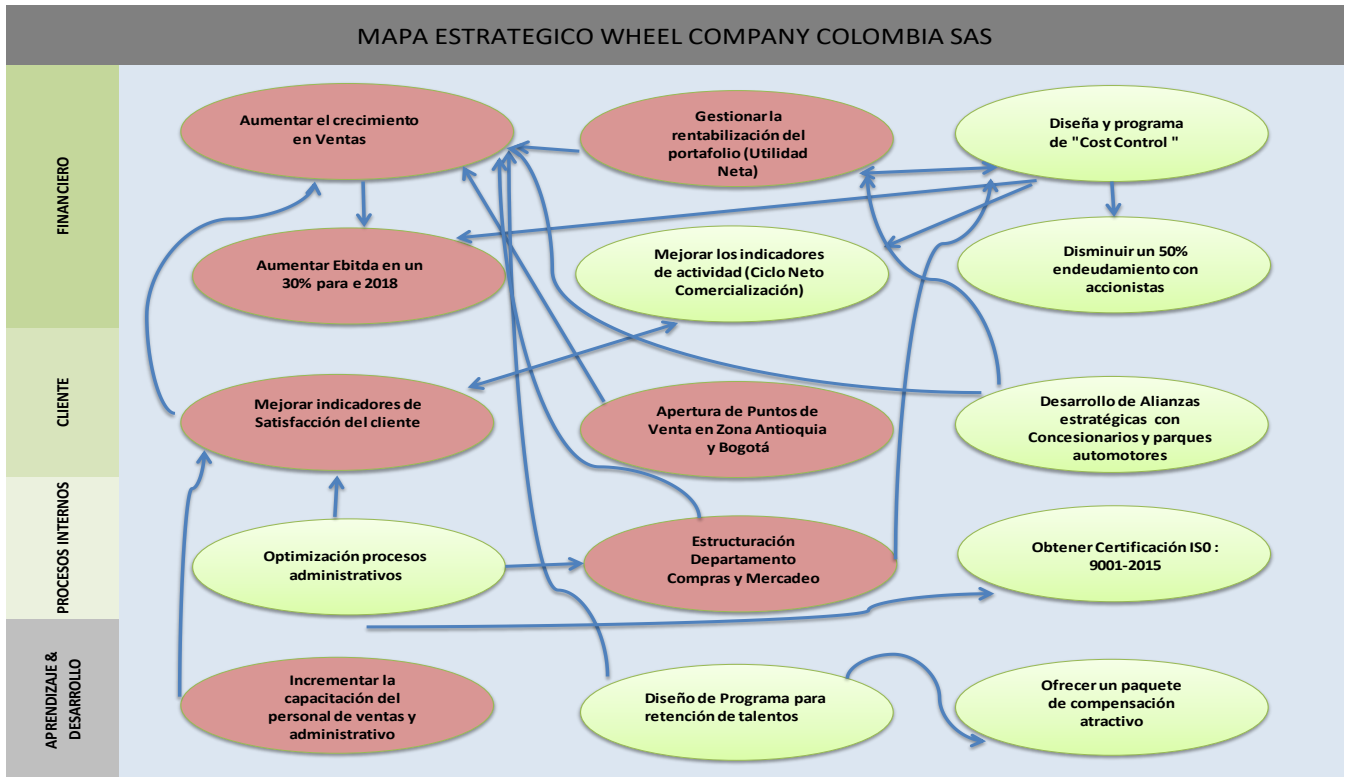 MAPA ESTRATEGICO WHEEL COMPANY COLOMBIA SAS
FINANCIERO
Aumentar el crecimiento
en Ventas
Gestionar la
rentabilización del
portafolio (Utilidad
Neta)
Diseña y programa
de "Cost Control "
Aumentar Ebitda en un
30% para e 2018
Mejorar los indicadores
de actividad (Ciclo Neto
Comercialización)
Disminuir un 50%
endeudamiento con
accionistas
CLIENTE
Mejorar indicadores de
Satisfacción del cliente
Apertura de Puntos de
Venta en Zona Antioquia
y Bogotá
Desarrollo de Alianzas
estratégicas con
Concesionarios y parques
automotores
PROCESOS INTERNOS
Optimización procesos
administrativos
Estructuración
Departamento
Compras y Mercadeo
Obtener Certificación IS0 :
9001-2015
APRENDIZAJE &
DESARROLLO
Incrementar la
capacitación del
personal de ventas y
administrativo
Diseño de Programa para
retención de talentos
Ofrecer un paquete
de compensación
atractivo